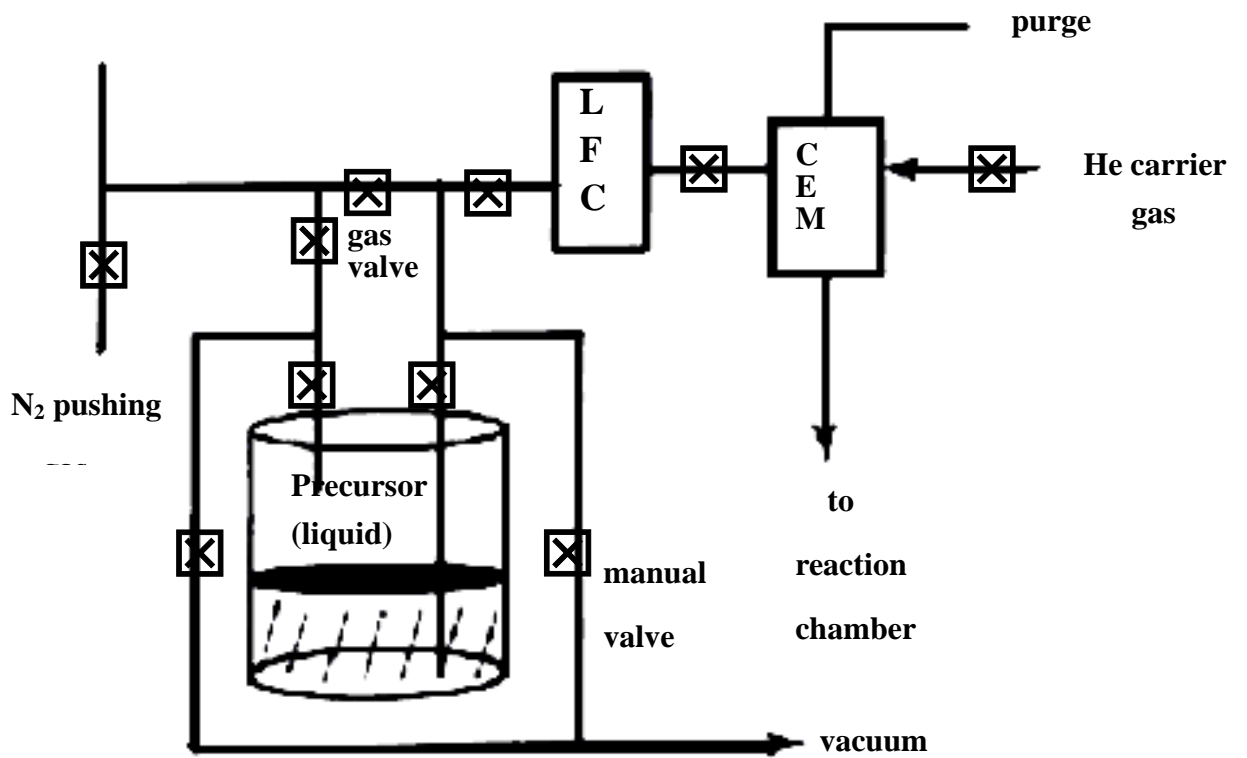 purge
L
F
C
C
E
M
He carrier
gas
gas
valve
N₂ pushing
Precursor
(liquid)
manual
valve
to
reaction
chamber
vacuum